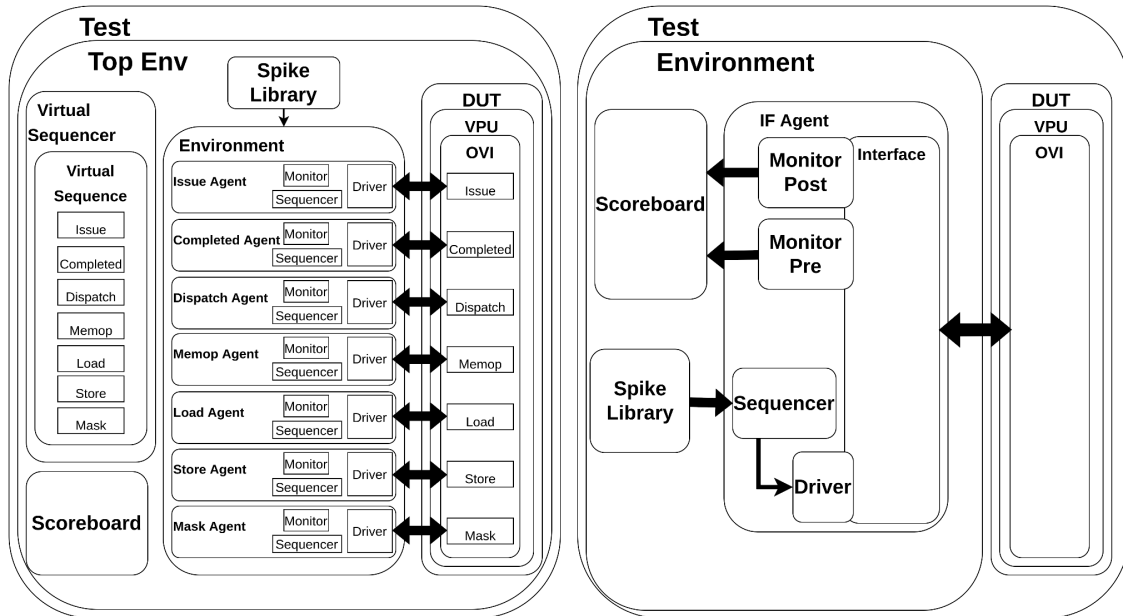 Test
Top Env
Spike
Library
Virtual
Sequencer
Virtual
Sequence
Issue
Completed
Dispatch
Memop
Load
Store
Mask
Scoreboard
Environment
Issue Agent
Monitor
Sequencer
Driver
Completed Agent
Monitor
Sequencer
Driver
Dispatch Agent
Monitor
Sequencer
Driver
Memop Agent
Monitor
Sequencer
Driver
Load Agent
Monitor
Sequencer
Driver
Store Agent
Monitor
Sequencer
Driver
Mask Agent
Monitor
Sequencer
Driver
DUT
VPU
OVI
Issue
Completed
Dispatch
Memop
Load
Store
Mask
Test
Environment
Scoreboard
IF Agent
Monitor
Post
Interface
Monitor
Pre
Spike
Library
Sequencer
Driver
DUT
VPU
OVI